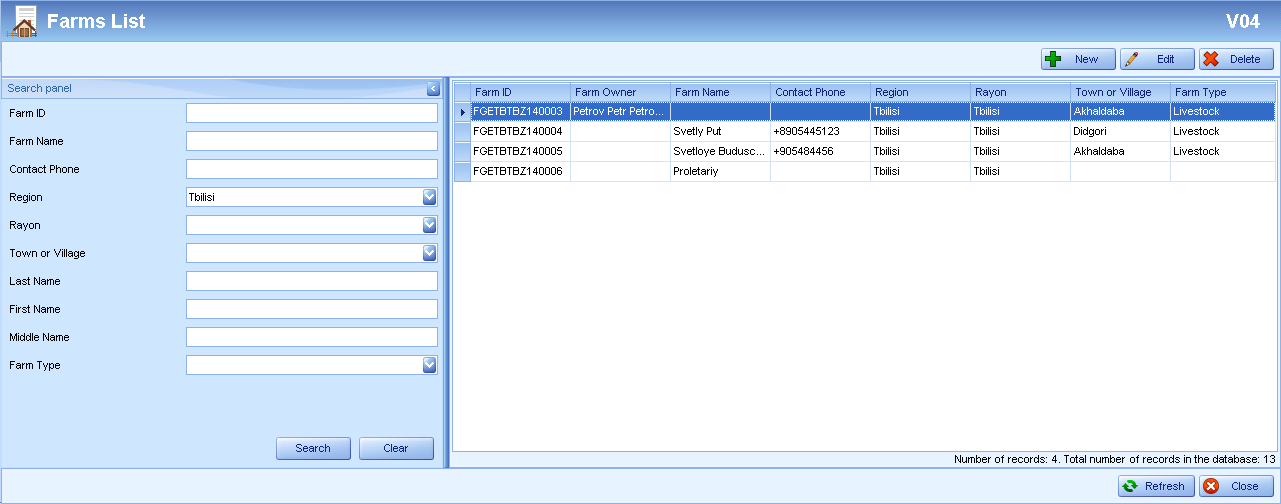 Farms List
V04
New Edit Delete
Search panel
Farm ID
Farm Name
Contact Phone
Region Tbilisi
Rayon
Town or Village
Last Name
First Name
Middle Name
Farm Type
Search Clear
Farm ID Farm Owner Farm Name Contact Phone Region Rayon Town or Village Farm Type
FGETBTBZ140003 Petrov Petr Petro... Tbilisi Tbilisi Akhaldaba Livestock
FGETBTBZ140004 Svetly Put +8905445123 Tbilisi Tbilisi Didgori Livestock
FGETBTBZ140005 Svetloye Budusc... +905484456 Tbilisi Tbilisi Akhaldaba Livestock
FGETBTBZ140006 Proletariy Tbilisi Tbilisi
Number of records: 4. Total number of records in the database: 13
Refresh Close